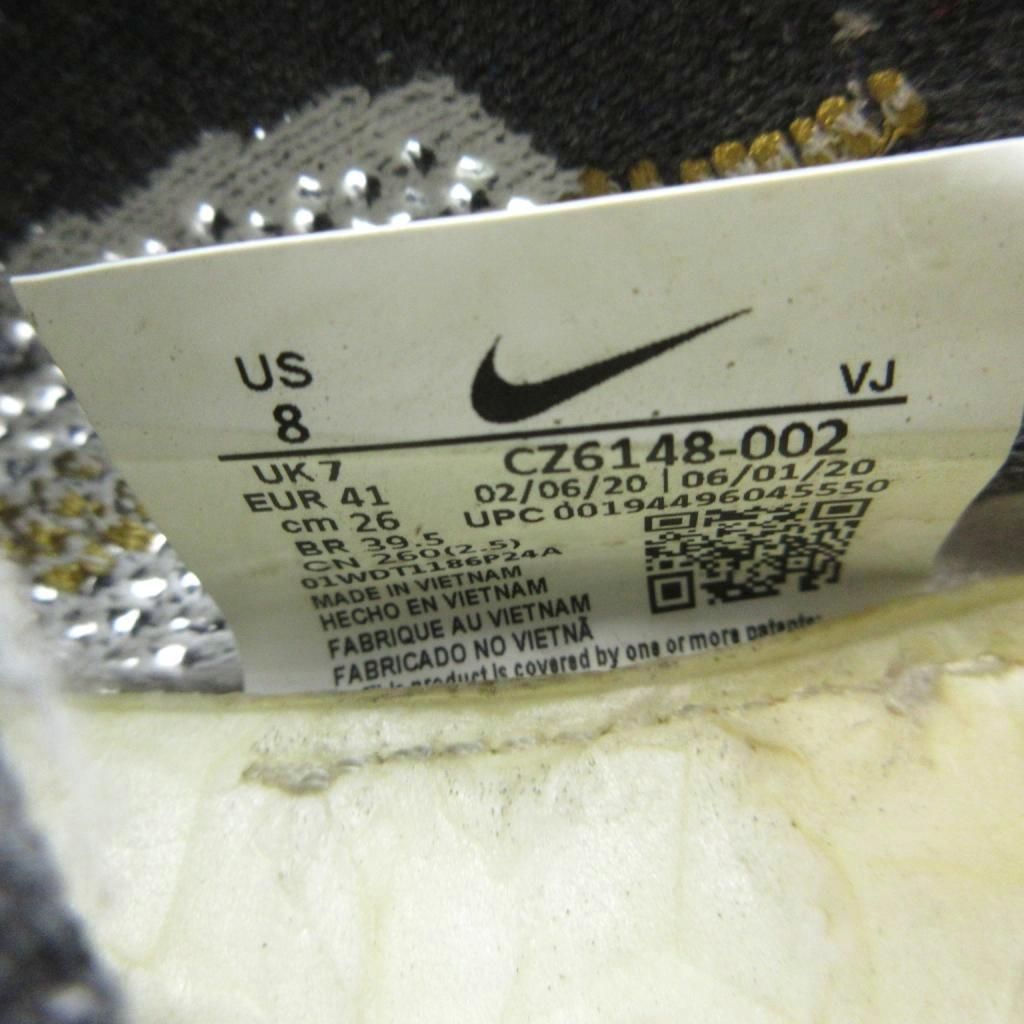 US
8
VJ
UK 7
EUR 41
cm 26
BR 39.5
CN 260(2.5)
01WDT1186P24A
CZ6148-002
02/06/20 | 06/01/20
UPC 00194496045550
MADE IN VIETNAM
HECHO EN VIETNAM
FABRIQUE AU VIETNAM
FABRICADO NO VIETNÃ
This product is covered by one or more patents